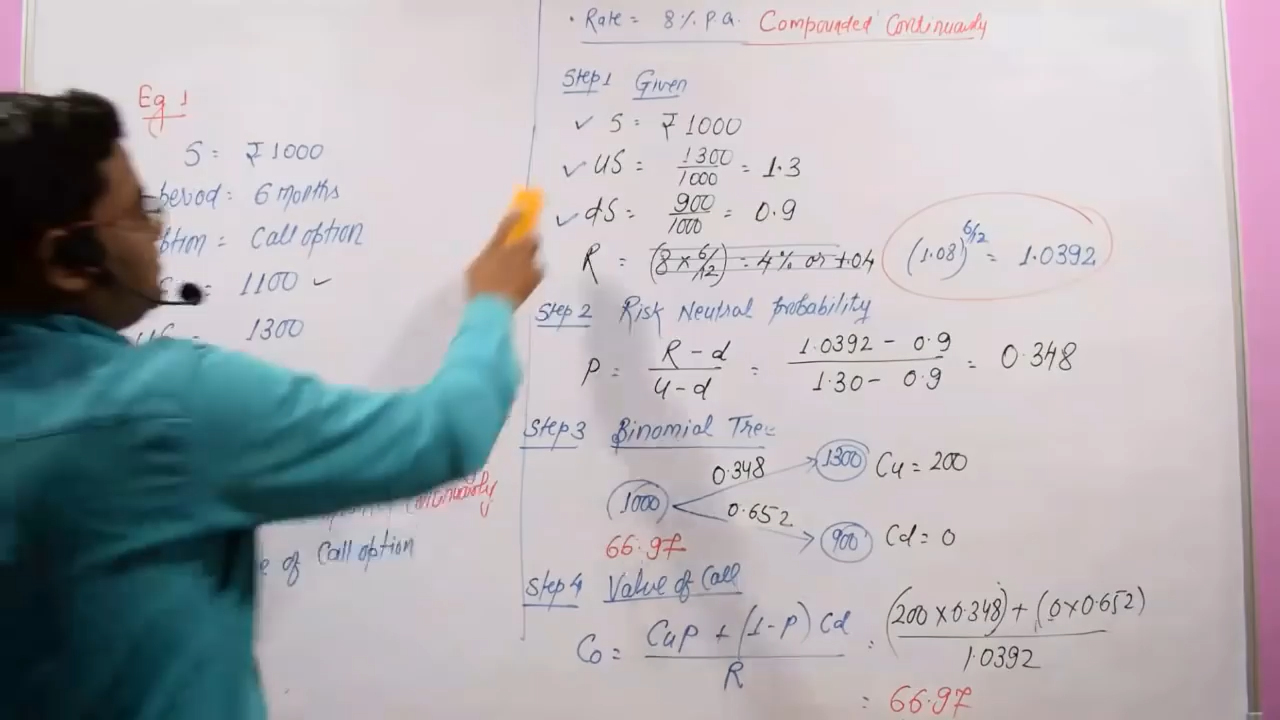 Eg 1
S = ₹1000
period = 6 months
= Call option
= 1100 ✓
= 1300
Continuously
of Call option
• Rate = 8% p.a. Compounded Continuously
Step 1 Given
✓ S = ₹1000
✓ US = 1300/1000 = 1.3
✓ dS = 900/1000 = 0.9
R = (8 × 6/12) = 4% or 1.04
(1.08)^6/12 = 1.0392
Step 2 Risk Neutral probability
P = R - d / u - d = 1.0392 - 0.9 / 1.30 - 0.9 = 0.348
Step 3 Binomial Tree
0.348 1300 Cu = 200
1000
0.652
66.97 900 Cd = 0
Step 4 Value of Call
Co = CuP + (1-P) Cd / R = (200 × 0.348) + (0 × 0.652) / 1.0392
= 66.97